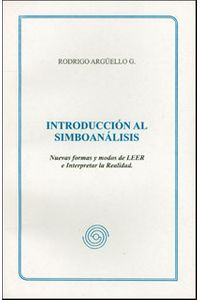 RODRIGO ARGÜELLO G.
INTRODUCCIÓN AL
SIMBOANÁLISIS
Nuevas formas y modos de LEER
e Interpretar la Realidad.